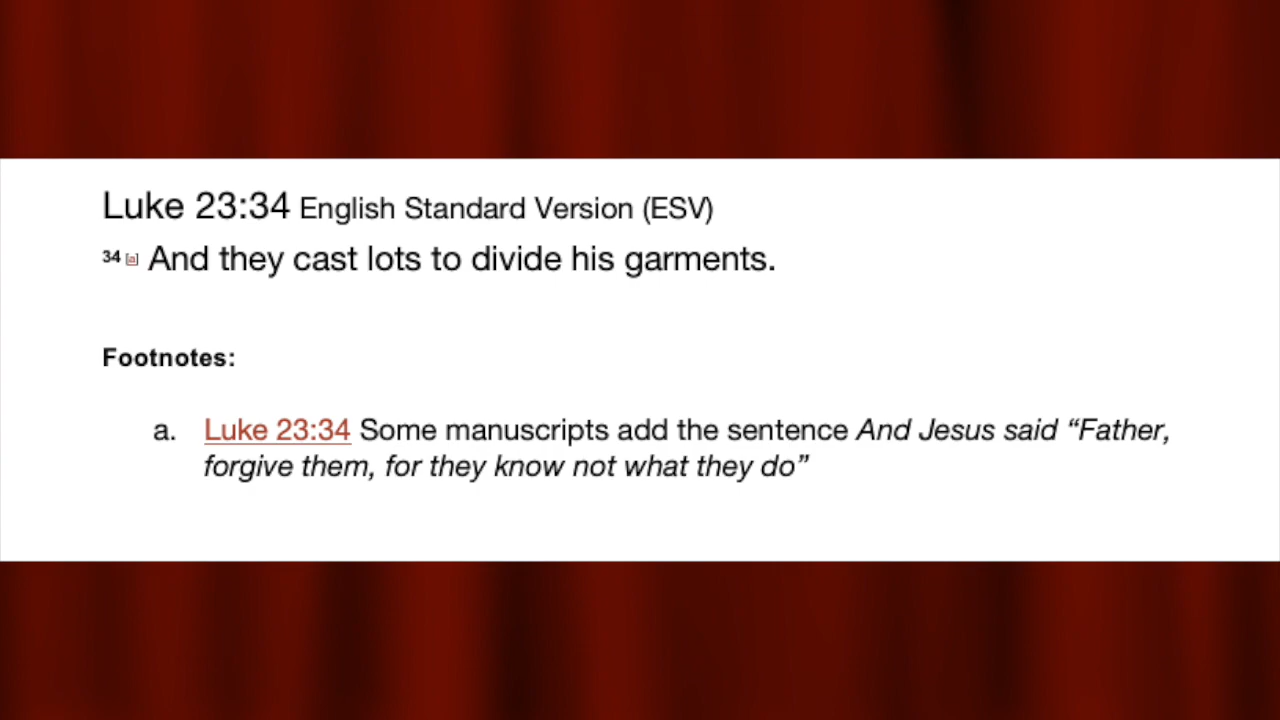 Luke 23:34 English Standard Version (ESV)
34 [a] And they cast lots to divide his garments.
Footnotes:
a. Luke 23:34 Some manuscripts add the sentence And Jesus said “Father,
forgive them, for they know not what they do”